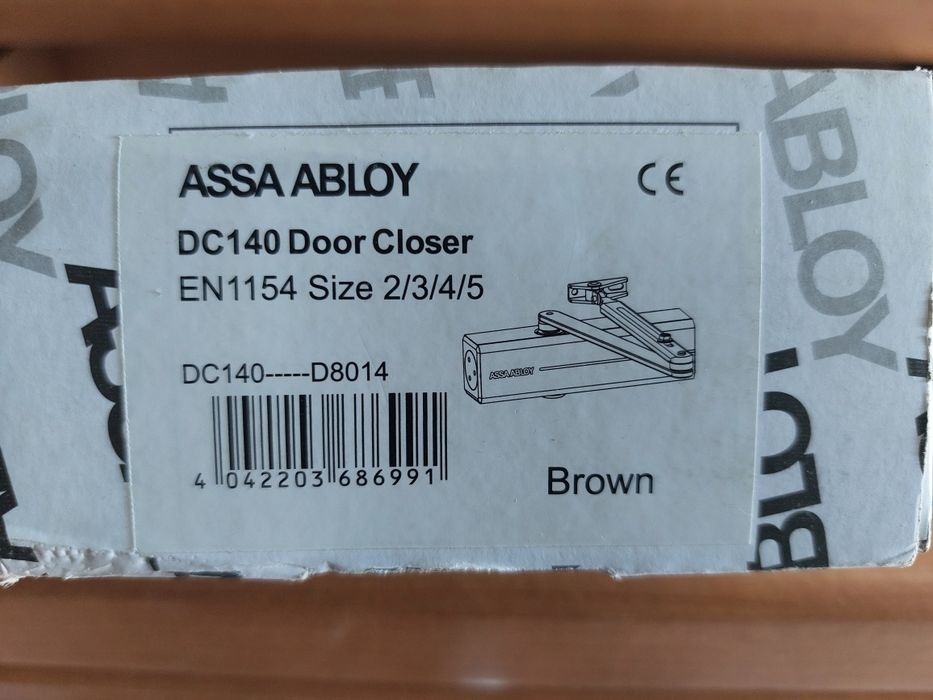 ASSA ABLOY
CE
DC140 Door Closer
EN1154 Size 2/3/4/5
ASSA ABLOY
DC140-----D8014
4 042203 686991
Brown
ABLOY